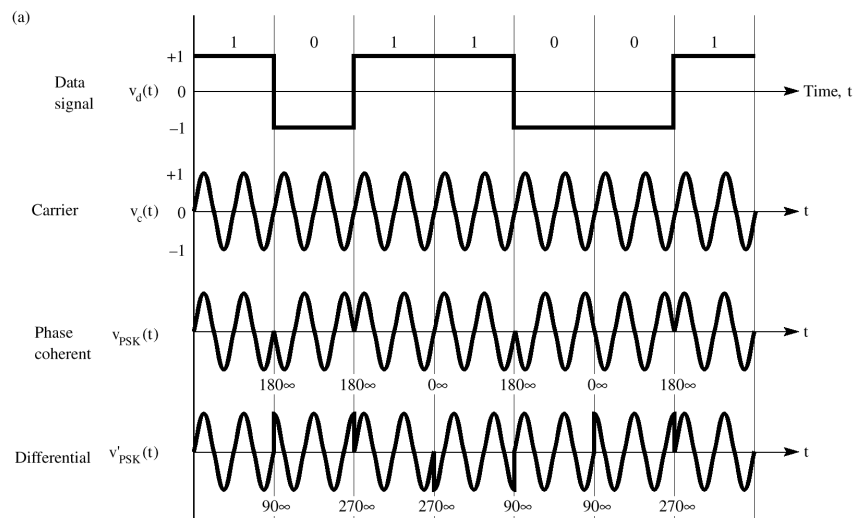 (a)
1 0 1 1 0 0 1
+1
Data
signal
v_d(t)
0
Time, t
−1
+1
Carrier
v_c(t)
0
t
−1
Phase
coherent
v_PSK(t)
t
180∞ 180∞ 0∞ 180∞ 0∞ 180∞
Differential
v'_PSK(t)
t
90∞ 270∞ 270∞ 90∞ 90∞ 270∞